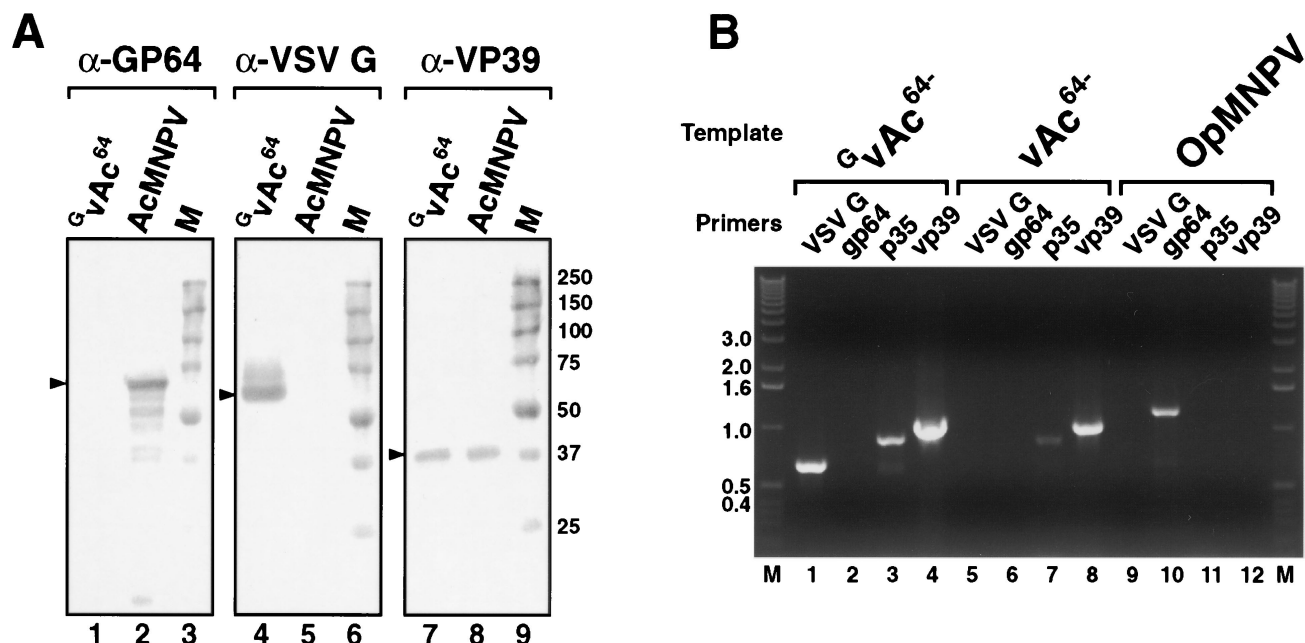 A
α-GP64 α-VSV G α-VP39
GvAc64 AcMNPV M GvAc64 AcMNPV M GvAc64 AcMNPV M
250
150
100
75
50
37
25
1 2 3 4 5 6 7 8 9
B
Template GvAc64- vAc64- OpMNPV
Primers VSV G gp64 p35 vp39 VSV G gp64 p35 vp39 VSV G gp64 p35 vp39
3.0
2.0
1.6
1.0
0.5
0.4
M 1 2 3 4 5 6 7 8 9 10 11 12 M